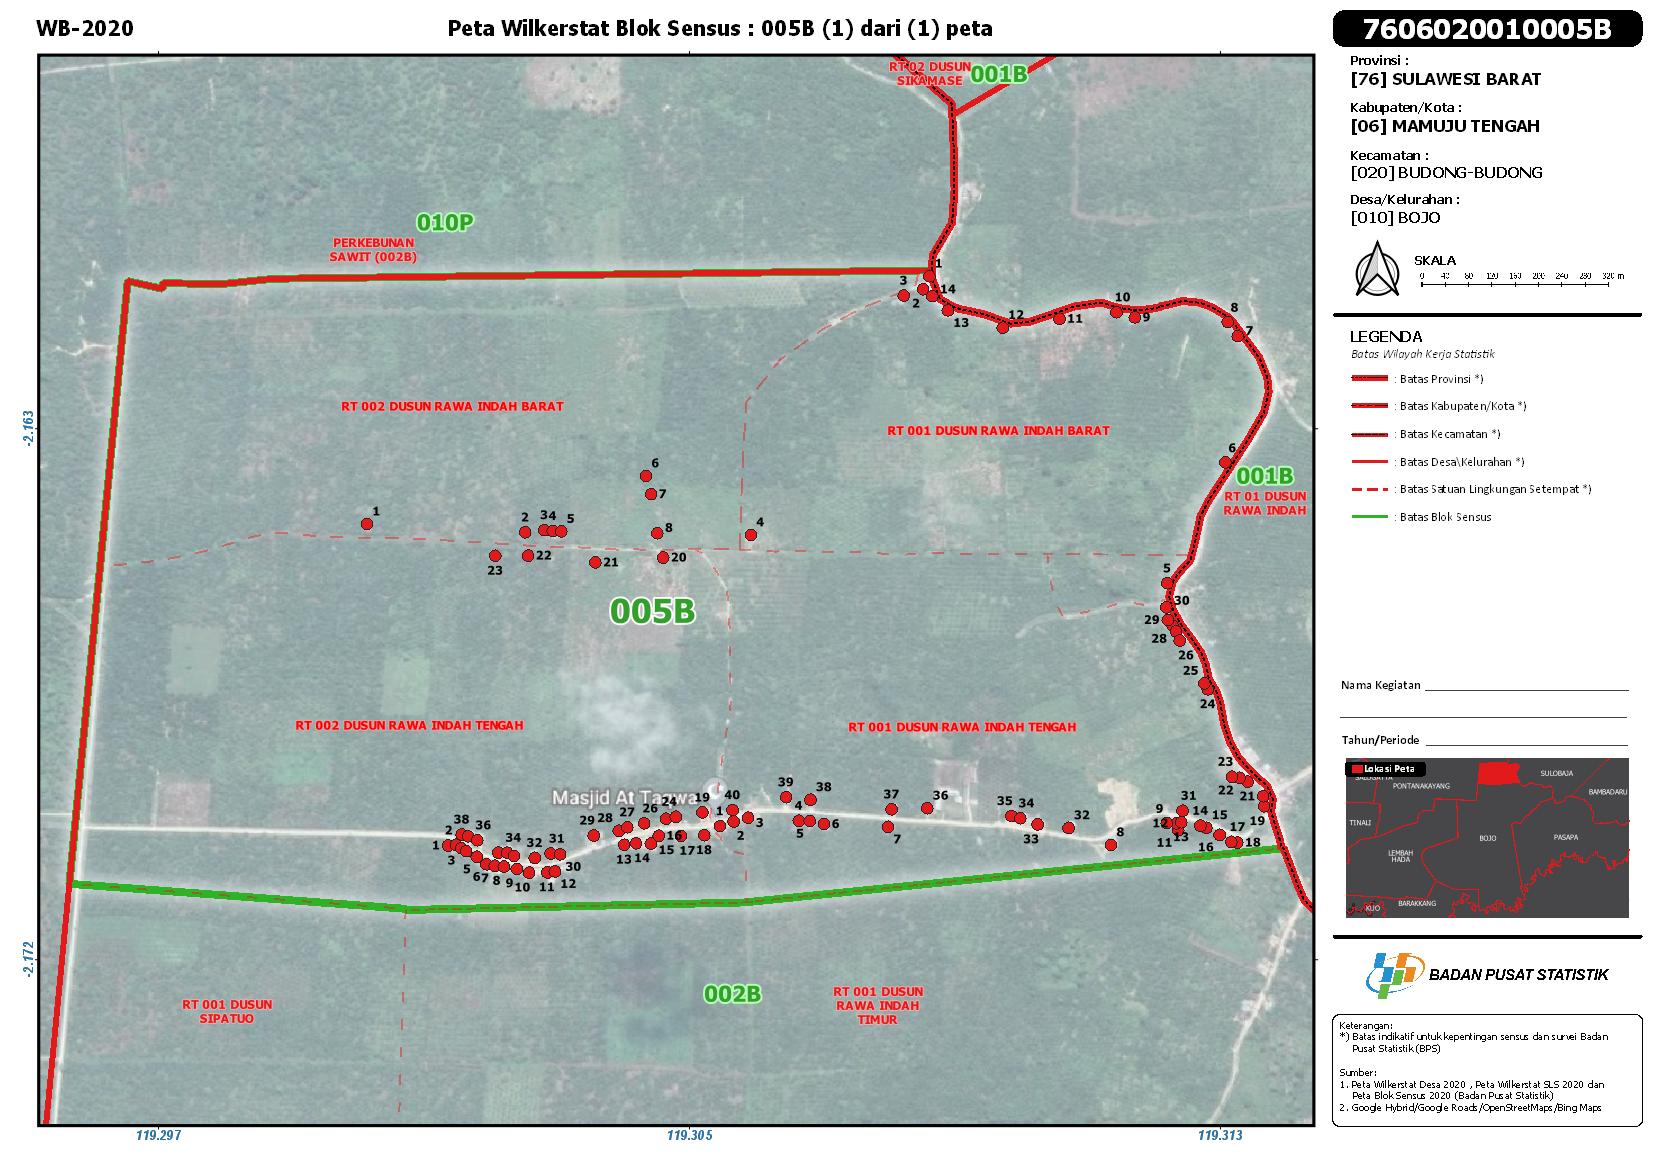 WB-2020
Peta Wilkerstat Blok Sensus : 005B (1) dari (1) peta
7606020010005B
Provinsi :
[76] SULAWESI BARAT
Kabupaten/Kota :
[06] MAMUJU TENGAH
Kecamatan :
[020] BUDONG-BUDONG
Desa/Kelurahan :
[010] BOJO
SKALA
0 40 80 120 160 200 240 280 320 m
LEGENDA
Batas Wilayah Kerja Statistik
: Batas Provinsi *)
: Batas Kabupaten/Kota *)
: Batas Kecamatan *)
: Batas Desa\Kelurahan *)
: Batas Satuan Lingkungan Setempat *)
: Batas Blok Sensus
Nama Kegiatan
Tahun/Periode
Lokasi Peta
PONTANAKAYANG
SULOBAJA
BAMBADARU
TINALI
BOJO
PASAPA
LEMBAH
HADA
BARAKKANG
KUO
BADAN PUSAT STATISTIK
Keterangan:
*) Batas indikatif untuk kepentingan sensus dan survei Badan
Pusat Statistik (BPS)
Sumber:
1. Peta Wilkerstat Desa 2020 , Peta Wilkerstat SLS 2020 dan
Peta Blok Sensus 2020 (Badan Pusat Statistik)
2. Google Hybrid/Google Roads/OpenStreetMaps/Bing Maps
RT 02 DUSUN
SIKAMASE
001B
010P
PERKEBUNAN
SAWIT (002B)
1
3
2
14
13
12
11
10
9
8
7
RT 002 DUSUN RAWA INDAH BARAT
RT 001 DUSUN RAWA INDAH BARAT
6
001B
RT 01 DUSUN
RAWA INDAH
6
7
1
2
34
5
8
4
23
22
21
20
005B
5
30
29
28
26
25
24
RT 002 DUSUN RAWA INDAH TENGAH
RT 001 DUSUN RAWA INDAH TENGAH
Masjid At Taqwa
23
22
21
19
39
38
37
36
35
34
33
32
31
9
14
15
12
11
13
16
17
18
8
7
6
5
4
3
2
1
40
19
24
26
27
28
29
18
17
16
15
14
13
38
36
34
32
31
30
2
1
3
5
67
8
9
10
11
12
002B
RT 001 DUSUN
SIPATUO
RT 001 DUSUN
RAWA INDAH
TIMUR
-2.163
-2.172
119.297
119.305
119.313